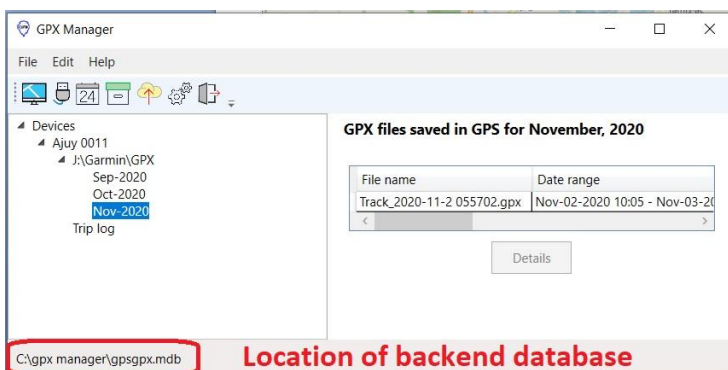 GPX Manager
File Edit Help
24
Devices
Ajuy 0011
J:\Garmin\GPX
Sep-2020
Oct-2020
Nov-2020
Trip log
GPX files saved in GPS for November, 2020
File name Date range
Track_2020-11-2 055702.gpx Nov-02-2020 10:05 - Nov-03-20
Details
C:\gpx manager\gpsgpx.mdb
Location of backend database